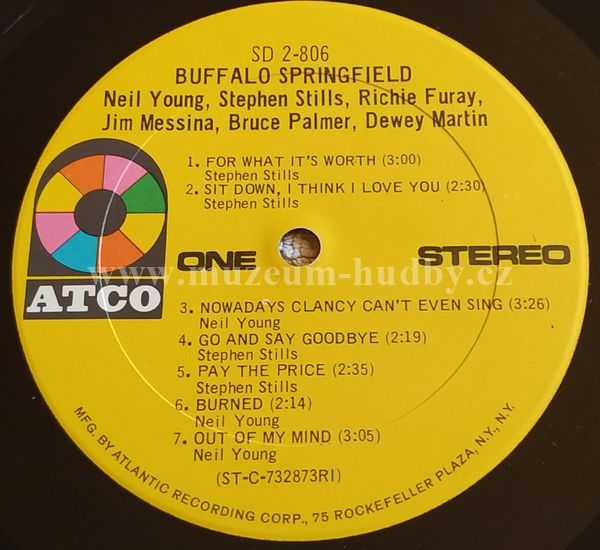 SD 2-806
BUFFALO SPRINGFIELD
Neil Young, Stephen Stills, Richie Furay,
Jim Messina, Bruce Palmer, Dewey Martin
1. FOR WHAT IT'S WORTH (3:00)
Stephen Stills
2. SIT DOWN, I THINK I LOVE YOU (2:30)
Stephen Stills
ONE
STEREO
www.muzeum-hudby.cz
ATCO
3. NOWADAYS CLANCY CAN'T EVEN SING (3:26)
Neil Young
4. GO AND SAY GOODBYE (2:19)
Stephen Stills
5. PAY THE PRICE (2:35)
Stephen Stills
6. BURNED (2:14)
Neil Young
7. OUT OF MY MIND (3:05)
Neil Young
(ST-C-732873RI)
MFG. BY ATLANTIC RECORDING CORP., 75 ROCKEFELLER PLAZA, N.Y., N.Y.